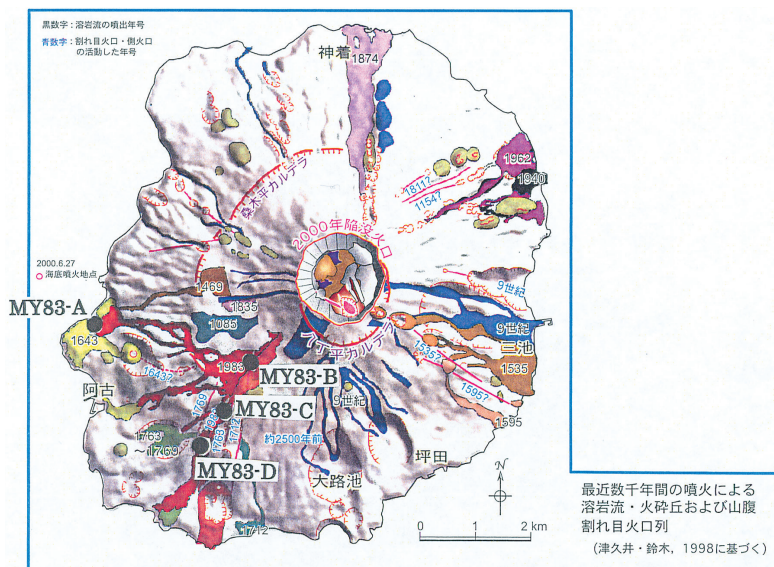 黒数字：溶岩流の噴出年号
青数字：割れ目火口・側火口
の活動した年号
神着
1874
1962
1940
1811?
1154?
桑木平カルデラ
2000年陥没火口
2000.6.27
海底噴火地点
1469
1835
1085
MY83-A
1643
9世紀
9世紀
三池
八丁平カルデラ
1535?
1535
1595?
1595
1983
MY83-B
1643?
阿古
1769
MY83-C
9世紀
1763
1712
1763
～1769
約2500年前
坪田
MY83-D
大路池
1712
N
0 1 2 km
最近数千年間の噴火による
溶岩流・火砕丘および山腹
割れ目火口列
（津久井・鈴木，1998に基づく）